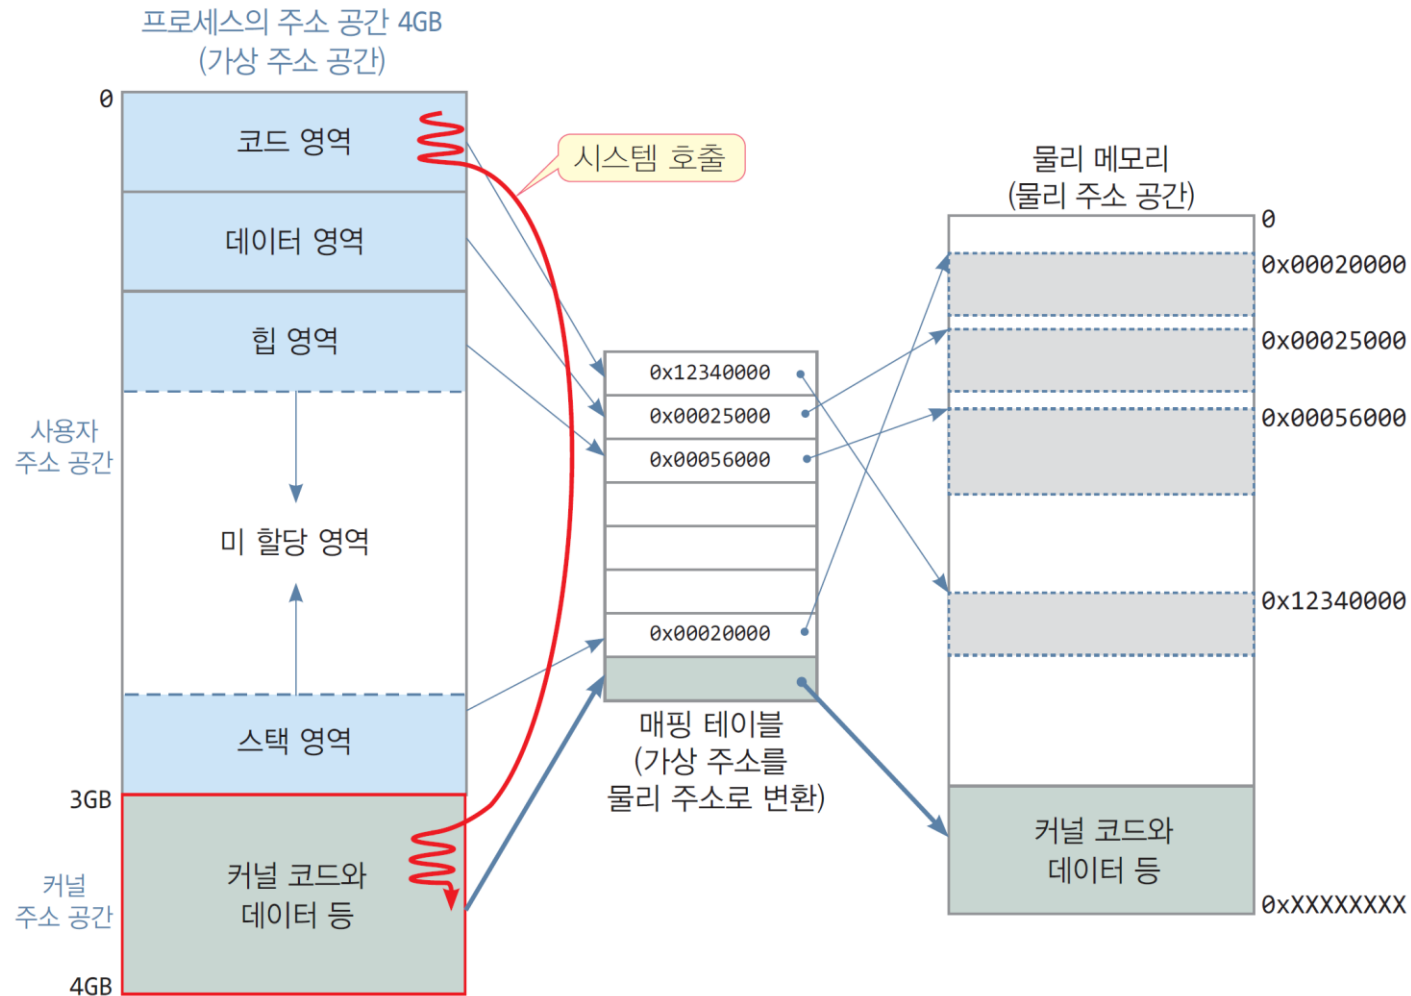 프로세스의 주소 공간 4GB
(가상 주소 공간)
0
코드 영역
데이터 영역
힙 영역
사용자
주소 공간
미 할당 영역
스택 영역
3GB
커널
주소 공간
커널 코드와
데이터 등
4GB
시스템 호출
0x12340000
0x00025000
0x00056000
0x00020000
매핑 테이블
(가상 주소를
물리 주소로 변환)
물리 메모리
(물리 주소 공간)
0
0x00020000
0x00025000
0x00056000
0x12340000
커널 코드와
데이터 등
0xXXXXXXXX